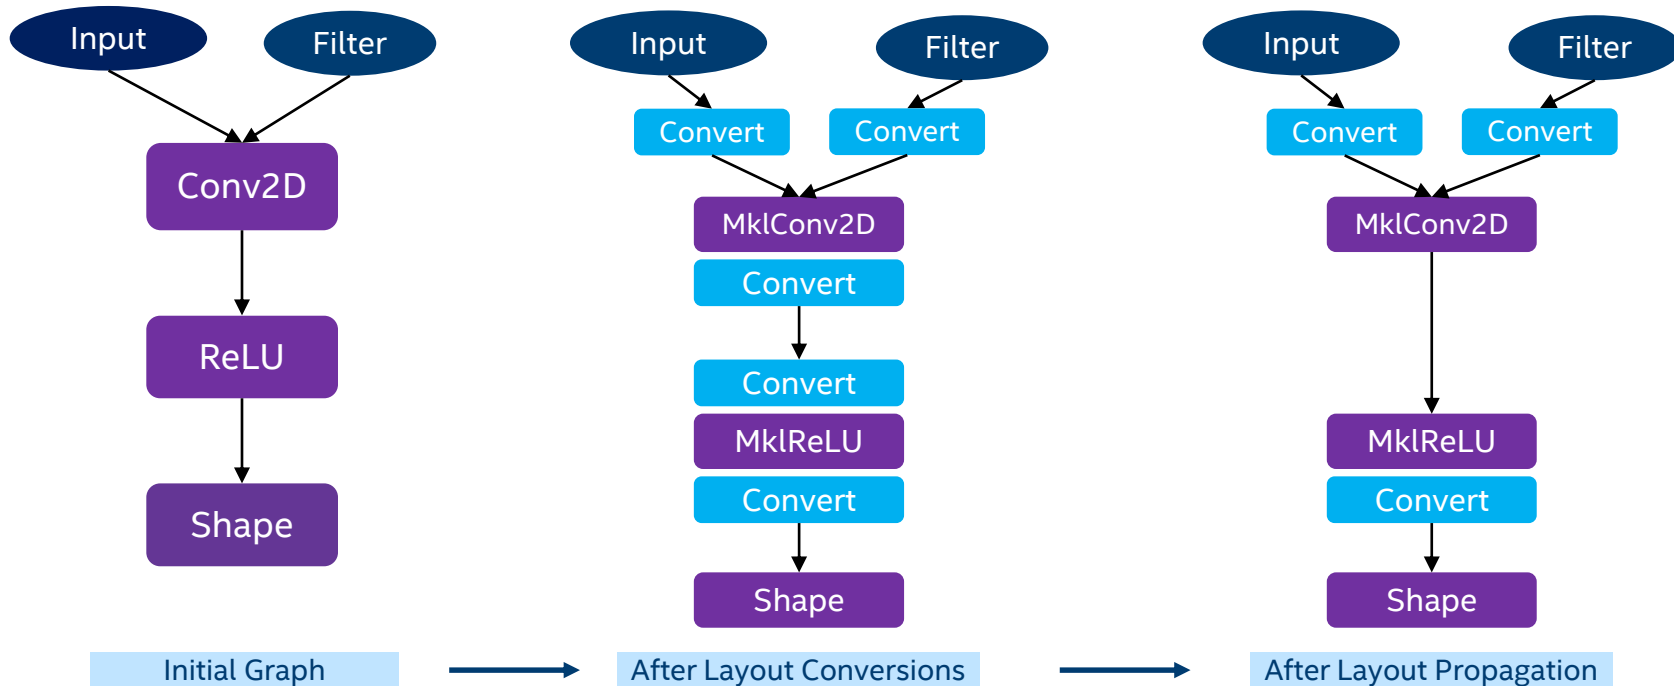 Input
Filter
Conv2D
ReLU
Shape
Initial Graph
Input
Filter
Convert
Convert
MklConv2D
Convert
Convert
MklReLU
Convert
Shape
After Layout Conversions
Input
Filter
Convert
Convert
MklConv2D
MklReLU
Convert
Shape
After Layout Propagation